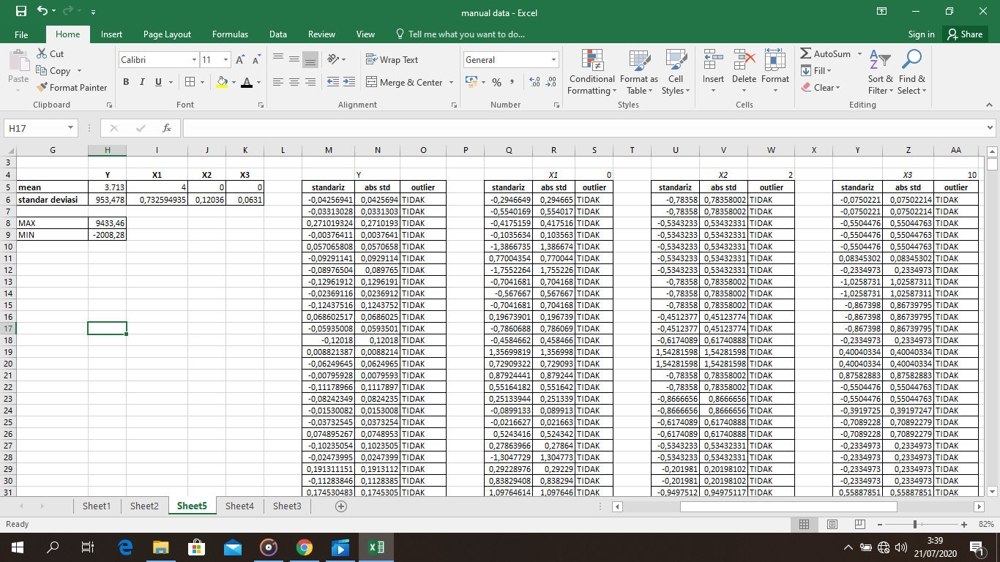 manual data - Excel
File Home Insert Page Layout Formulas Data Review View Tell me what you want to do... Sign in Share
Cut
Copy
Format Painter
Paste
Clipboard
Calibri 11
B I U
Font
Wrap Text
Merge & Center
Alignment
General
Number
Conditional Formatting
Format as Table
Cell Styles
Styles
Insert Delete Format
Cells
AutoSum
Fill
Clear
Sort & Filter
Find & Select
Editing
H17 fx
G H I J K L M N O P Q R S T U V W X Y Z AA
3
4 Y X1 X2 X3 Y X1 0 X2 2 X3 10
5 mean 3.713 4 0 0 standariz abs std outlier standariz abs std outlier standariz abs std outlier standariz abs std outlier
6 standar deviasi 953,478 0,732594935 0,12036 0,0631 -0,04256941 0,0425694 TIDAK -0,2946649 0,294665 TIDAK -0,78358 0,78358002 TIDAK -0,0750221 0,07502214 TIDAK
7 -0,03313028 0,0331303 TIDAK -0,5540169 0,554017 TIDAK -0,78358 0,78358002 TIDAK -0,0750221 0,07502214 TIDAK
8 MAX 9433,46 0,271019324 0,2710193 TIDAK -0,4175159 0,417516 TIDAK -0,5343233 0,53432331 TIDAK -0,5504476 0,55044763 TIDAK
9 MIN -2008,28 -0,00376411 0,0037641 TIDAK -0,1035634 0,103563 TIDAK -0,5343233 0,53432331 TIDAK -0,5504476 0,55044763 TIDAK
10 0,057065808 0,0570658 TIDAK -1,3866735 1,386674 TIDAK -0,5343233 0,53432331 TIDAK -0,5504476 0,55044763 TIDAK
11 -0,09291141 0,0929114 TIDAK 0,77004354 0,770044 TIDAK -0,5343233 0,53432331 TIDAK 0,08345302 0,08345302 TIDAK
12 -0,08976504 0,089765 TIDAK -1,7552264 1,755226 TIDAK -0,5343233 0,53432331 TIDAK -0,2334973 0,2334973 TIDAK
13 -0,12961912 0,1296191 TIDAK -0,7041681 0,704168 TIDAK -0,78358 0,78358002 TIDAK -1,0258731 1,02587311 TIDAK
14 -0,02369116 0,0236912 TIDAK -0,567667 0,567667 TIDAK -0,78358 0,78358002 TIDAK -1,0258731 1,02587311 TIDAK
15 -0,12437516 0,1243752 TIDAK -0,7041681 0,704168 TIDAK -0,78358 0,78358002 TIDAK -0,867398 0,86739795 TIDAK
16 0,068602517 0,0686025 TIDAK 0,19673901 0,196739 TIDAK -0,4512377 0,45123774 TIDAK -0,867398 0,86739795 TIDAK
17 -0,05935008 0,0593501 TIDAK -0,7860688 0,786069 TIDAK -0,4512377 0,45123774 TIDAK -0,867398 0,86739795 TIDAK
18 -0,12018 0,12018 TIDAK -0,4584662 0,458466 TIDAK -0,6174089 0,61740888 TIDAK -0,2334973 0,2334973 TIDAK
19 0,008821387 0,0088214 TIDAK 1,35699819 1,356998 TIDAK 1,54281598 1,54281598 TIDAK 0,40040334 0,40040334 TIDAK
20 -0,06249645 0,0624965 TIDAK 0,72909322 0,729093 TIDAK 1,54281598 1,54281598 TIDAK 0,40040334 0,40040334 TIDAK
21 -0,00795928 0,0079593 TIDAK 0,87924441 0,879244 TIDAK -0,78358 0,78358002 TIDAK 0,87582883 0,87582883 TIDAK
22 -0,11178966 0,1117897 TIDAK 0,55164182 0,551642 TIDAK -0,78358 0,78358002 TIDAK -0,5504476 0,55044763 TIDAK
23 -0,08242349 0,0824235 TIDAK 0,25133944 0,251339 TIDAK -0,8666656 0,8666656 TIDAK -0,5504476 0,55044763 TIDAK
24 -0,01530082 0,0153008 TIDAK -0,0899133 0,089913 TIDAK -0,8666656 0,8666656 TIDAK -0,3919725 0,39197247 TIDAK
25 -0,03732545 0,0373254 TIDAK -0,0216627 0,021663 TIDAK -0,6174089 0,61740888 TIDAK -0,7089228 0,70892279 TIDAK
26 0,074895267 0,0748953 TIDAK 0,5243416 0,524342 TIDAK -0,6174089 0,61740888 TIDAK -0,7089228 0,70892279 TIDAK
27 -0,10235054 0,1023505 TIDAK 0,27863966 0,27864 TIDAK -0,5343233 0,53432331 TIDAK -0,2334973 0,2334973 TIDAK
28 -0,02473995 0,0247399 TIDAK -1,3047729 1,304773 TIDAK -0,5343233 0,53432331 TIDAK -0,2334973 0,2334973 TIDAK
29 0,191311151 0,1913112 TIDAK 0,29228976 0,29229 TIDAK -0,201981 0,20198102 TIDAK -0,2334973 0,2334973 TIDAK
30 -0,11283846 0,1128385 TIDAK 0,83829408 0,838294 TIDAK -0,201981 0,20198102 TIDAK -0,2334973 0,2334973 TIDAK
31 0,174530483 0,1745305 TIDAK 1,09764614 1,097646 TIDAK -0,9497512 0,94975117 TIDAK 0,55887851 0,55887851 TIDAK
Sheet1 Sheet2 Sheet5 Sheet4 Sheet3
Ready 82%
3:39
21/07/2020
1